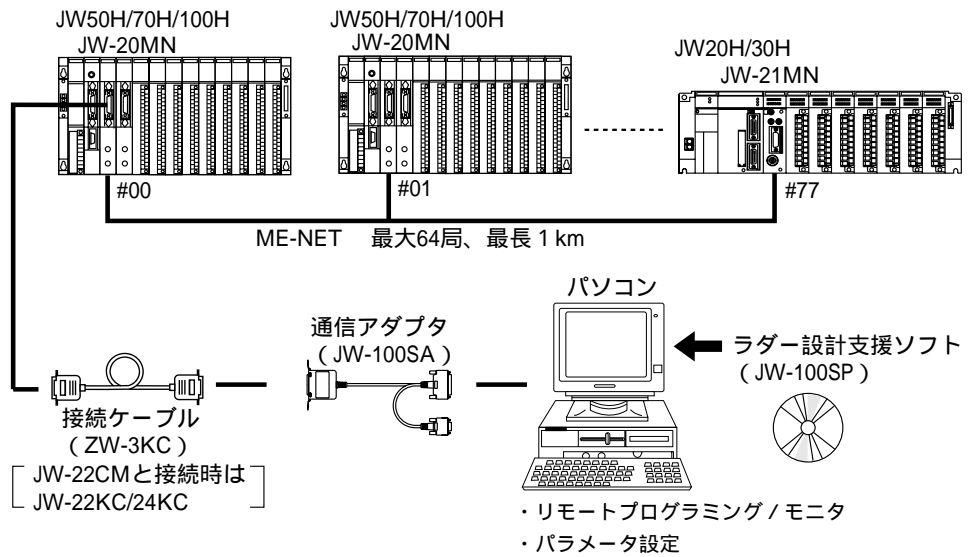 JW50H/70H/100H
JW-20MN
JW50H/70H/100H
JW-20MN
JW20H/30H
JW-21MN
#00
#01
#77
ME-NET 最大64局、最長1km
パソコン
通信アダプタ
(JW-100SA)
ラダー設計支援ソフト
(JW-100SP)
接続ケーブル
(ZW-3KC)
JW-22CMと接続時は
JW-22KC/24KC
・リモートプログラミング/モニタ
・パラメータ設定